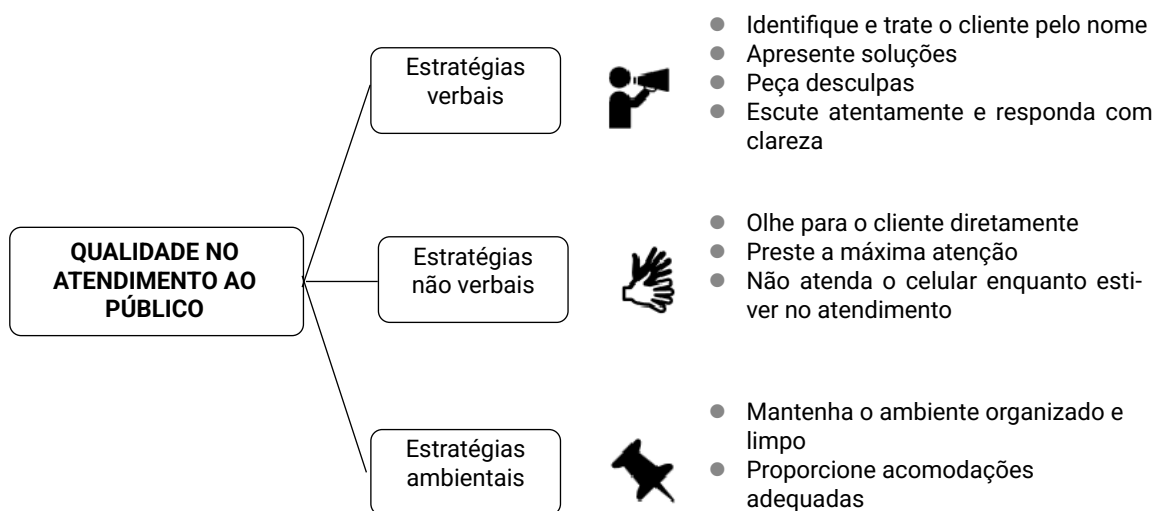 QUALIDADE NO
ATENDIMENTO AO
PÚBLICO
Estratégias
verbais
Identifique e trate o cliente pelo nome
Apresente soluções
Peça desculpas
Escute atentamente e responda com
clareza
Estratégias
não verbais
Olhe para o cliente diretamente
Preste a máxima atenção
Não atenda o celular enquanto esti-
ver no atendimento
Estratégias
ambientais
Mantenha o ambiente organizado e
limpo
Proporcione acomodações
adequadas